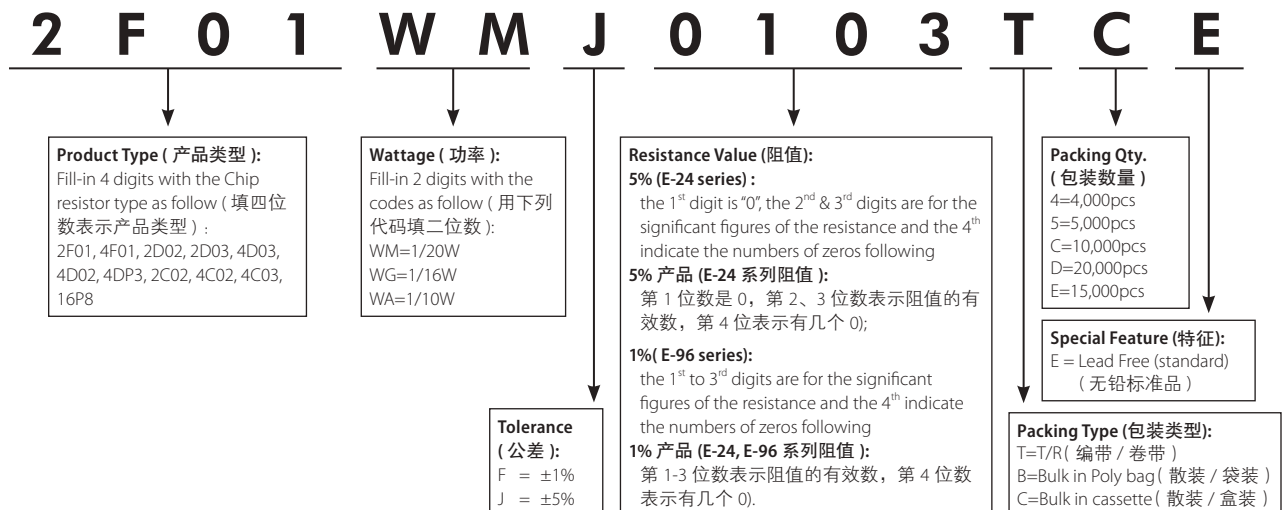 2F01 WM J 0103 T C E
Product Type ( 产品类型 ):
Fill-in 4 digits with the Chip
resistor type as follow ( 填四位
数表示产品类型 ) :
2F01, 4F01, 2D02, 2D03, 4D03,
4D02, 4DP3, 2C02, 4C02, 4C03,
16P8
Wattage ( 功率 ):
Fill-in 2 digits with the
codes as follow ( 用下列
代码填二位数 ):
WM=1/20W
WG=1/16W
WA=1/10W
Tolerance
( 公差 ):
F = ±1%
J = ±5%
Resistance Value (阻值):
5% (E-24 series) :
the 1st digit is “0”, the 2nd & 3rd digits are for the
significant figures of the resistance and the 4th
indicate the numbers of zeros following
5% 产品 (E-24 系列阻值 ):
第 1 位数是 0，第 2、3 位数表示阻值的有
效数，第 4 位表示有几个 0);
1%( E-96 series):
the 1st to 3rd digits are for the significant
figures of the resistance and the 4th indicate
the numbers of zeros following
1% 产品 (E-24, E-96 系列阻值 ):
第 1-3 位数表示阻值的有效数，第 4 位数
表示有几个 0).
Packing Qty.
( 包装数量 )
4=4,000pcs
5=5,000pcs
C=10,000pcs
D=20,000pcs
E=15,000pcs
Special Feature (特征):
E = Lead Free (standard)
( 无铅标准品 )
Packing Type (包装类型):
T=T/R( 编带 / 卷带 )
B=Bulk in Poly bag( 散装 / 袋装 )
C=Bulk in cassette( 散装 / 盒装 )